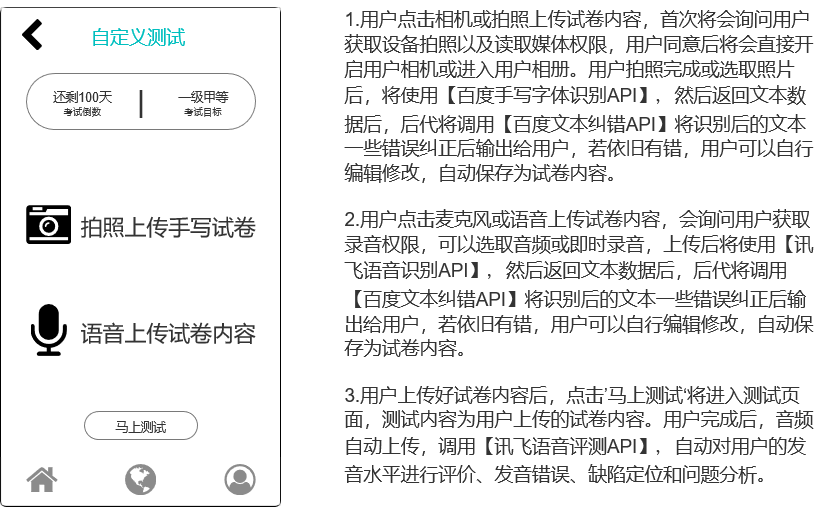 自定义测试
还剩100天
考试倒数
一级甲等
考试目标
拍照上传手写试卷
语音上传试卷内容
马上测试
1.用户点击相机或拍照上传试卷内容，首次将会询问用户
获取设备拍照以及读取媒体权限，用户同意后将会直接开
启用户相机或进入用户相册。用户拍照完成或选取照片
后，将使用【百度手写字体识别API】，然后返回文本数
据后，后代将调用【百度文本纠错API】将识别后的文本
一些错误纠正后输出给用户，若依旧有错，用户可以自行
编辑修改，自动保存为试卷内容。
2.用户点击麦克风或语音上传试卷内容，会询问用户获取
录音权限，可以选取音频或即时录音，上传后将使用【讯
飞语音识别API】，然后返回文本数据后，后代将调用
【百度文本纠错API】将识别后的文本一些错误纠正后输
出给用户，若依旧有错，用户可以自行编辑修改，自动保
存为试卷内容。
3.用户上传好试卷内容后，点击’马上测试‘将进入测试页
面，测试内容为用户上传的试卷内容。用户完成后，音频
自动上传，调用【讯飞语音评测API】，自动对用户的发
音水平进行评价、发音错误、缺陷定位和问题分析。